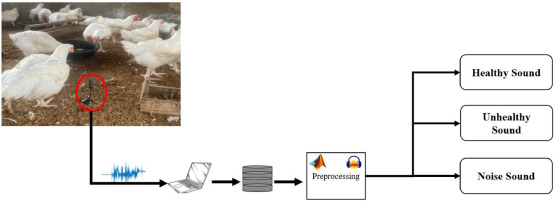 Healthy Sound
Unhealthy
Sound
Preprocessing
Noise Sound